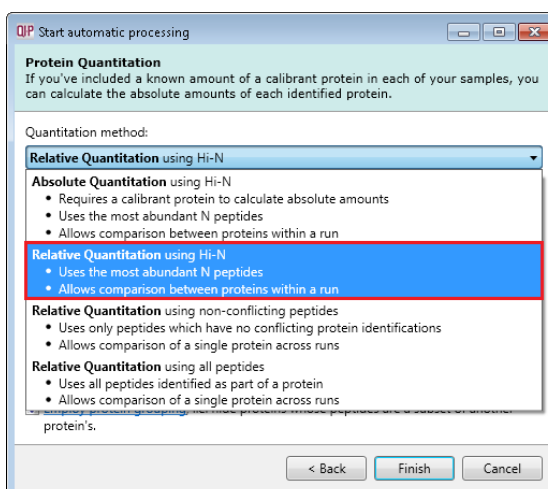 QIP Start automatic processing
Protein Quantitation
If you've included a known amount of a calibrant protein in each of your samples, you
can calculate the absolute amounts of each identified protein.
Quantitation method:
Relative Quantitation using Hi-N
Absolute Quantitation using Hi-N
• Requires a calibrant protein to calculate absolute amounts
• Uses the most abundant N peptides
• Allows comparison between proteins within a run
Relative Quantitation using Hi-N
• Uses the most abundant N peptides
• Allows comparison between proteins within a run
Relative Quantitation using non-conflicting peptides
• Uses only peptides which have no conflicting protein identifications
• Allows comparison of a single protein across runs
Relative Quantitation using all peptides
• Uses all peptides identified as part of a protein
• Allows comparison of a single protein across runs
protein's.
< Back
Finish
Cancel